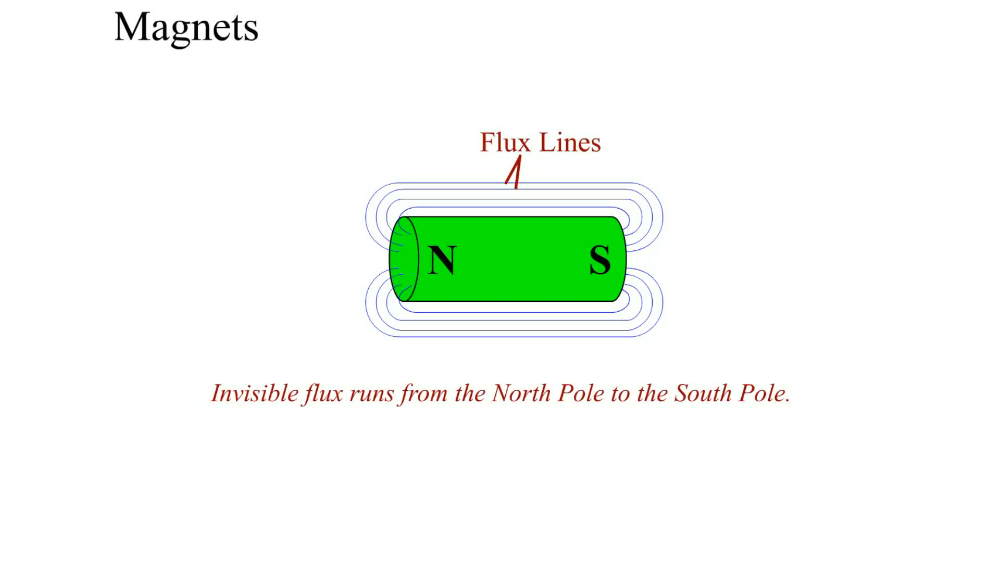 Magnets
Flux Lines
N S
Invisible flux runs from the North Pole to the South Pole.